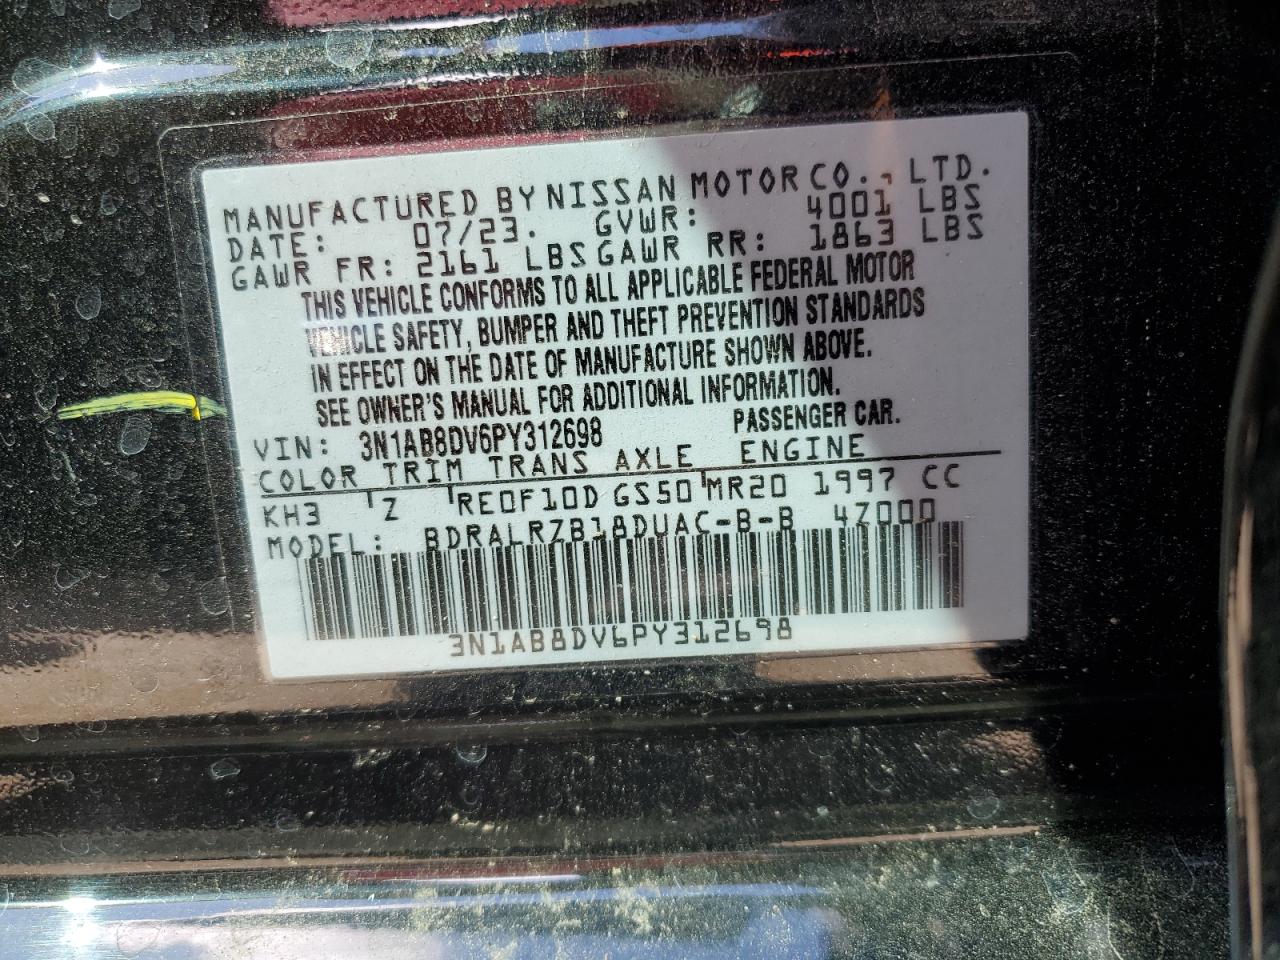 MANUFACTURED BY NISSAN MOTOR CO., LTD.
DATE: 07/23. GVWR: 4001 LBS
GAWR FR: 2161 LBS GAWR RR: 1863 LBS
THIS VEHICLE CONFORMS TO ALL APPLICABLE FEDERAL MOTOR
VEHICLE SAFETY, BUMPER AND THEFT PREVENTION STANDARDS
IN EFFECT ON THE DATE OF MANUFACTURE SHOWN ABOVE.
SEE OWNER'S MANUAL FOR ADDITIONAL INFORMATION.
VIN: 3N1AB8DV6PY312698 PASSENGER CAR.
COLOR TRIM TRANS AXLE ENGINE
KH3 Z RE0F10D GS50 MR20 1997 CC
MODEL: BDRALRZB18DUAC-B-B 4Z000
3N1AB8DV6PY312698